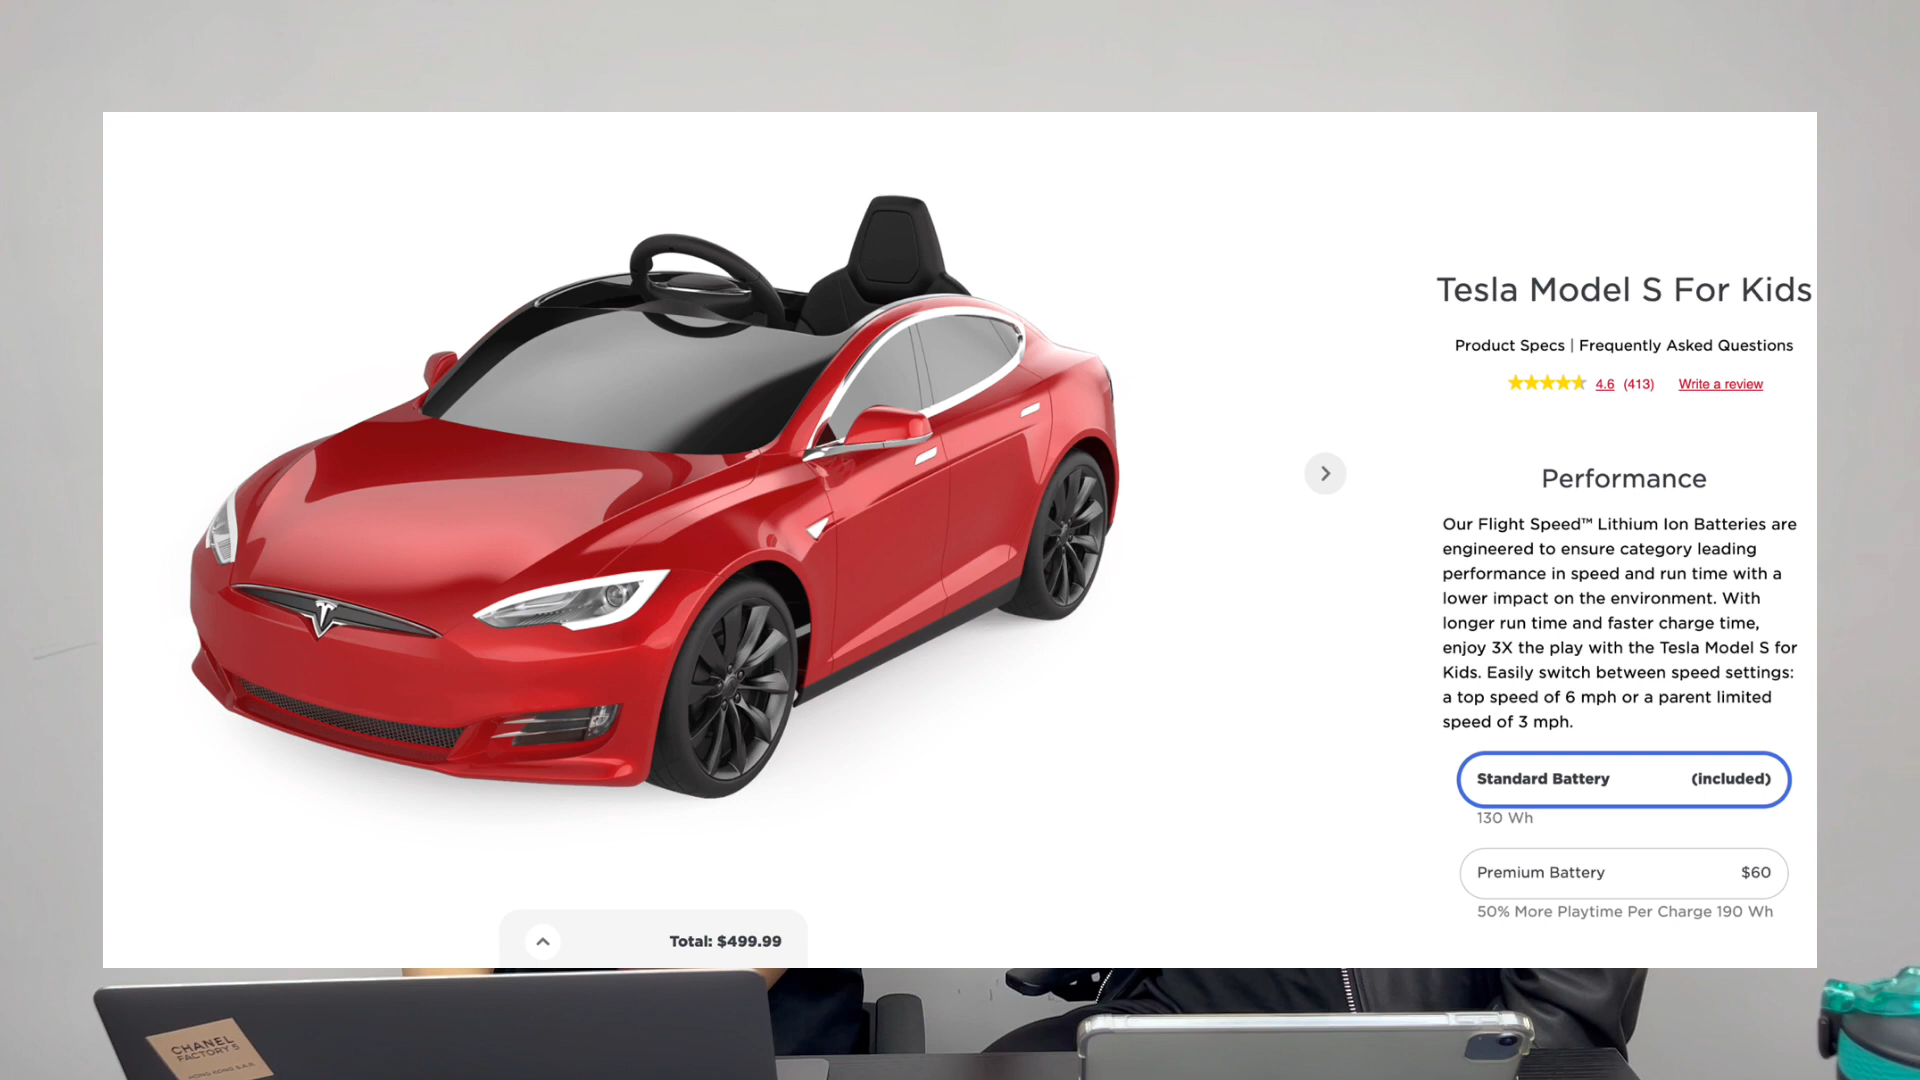 Tesla Model S For Kids
Product Specs | Frequently Asked Questions
4.6 (413) Write a review
Performance
Our Flight Speed™ Lithium Ion Batteries are
engineered to ensure category leading
performance in speed and run time with a
lower impact on the environment. With
longer run time and faster charge time,
enjoy 3X the play with the Tesla Model S for
Kids. Easily switch between speed settings:
a top speed of 6 mph or a parent limited
speed of 3 mph.
Standard Battery (included)
130 Wh
Premium Battery $60
50% More Playtime Per Charge 190 Wh
Total: $499.99
CHANEL
FACTORY 5
HONG KONG S.A.R.